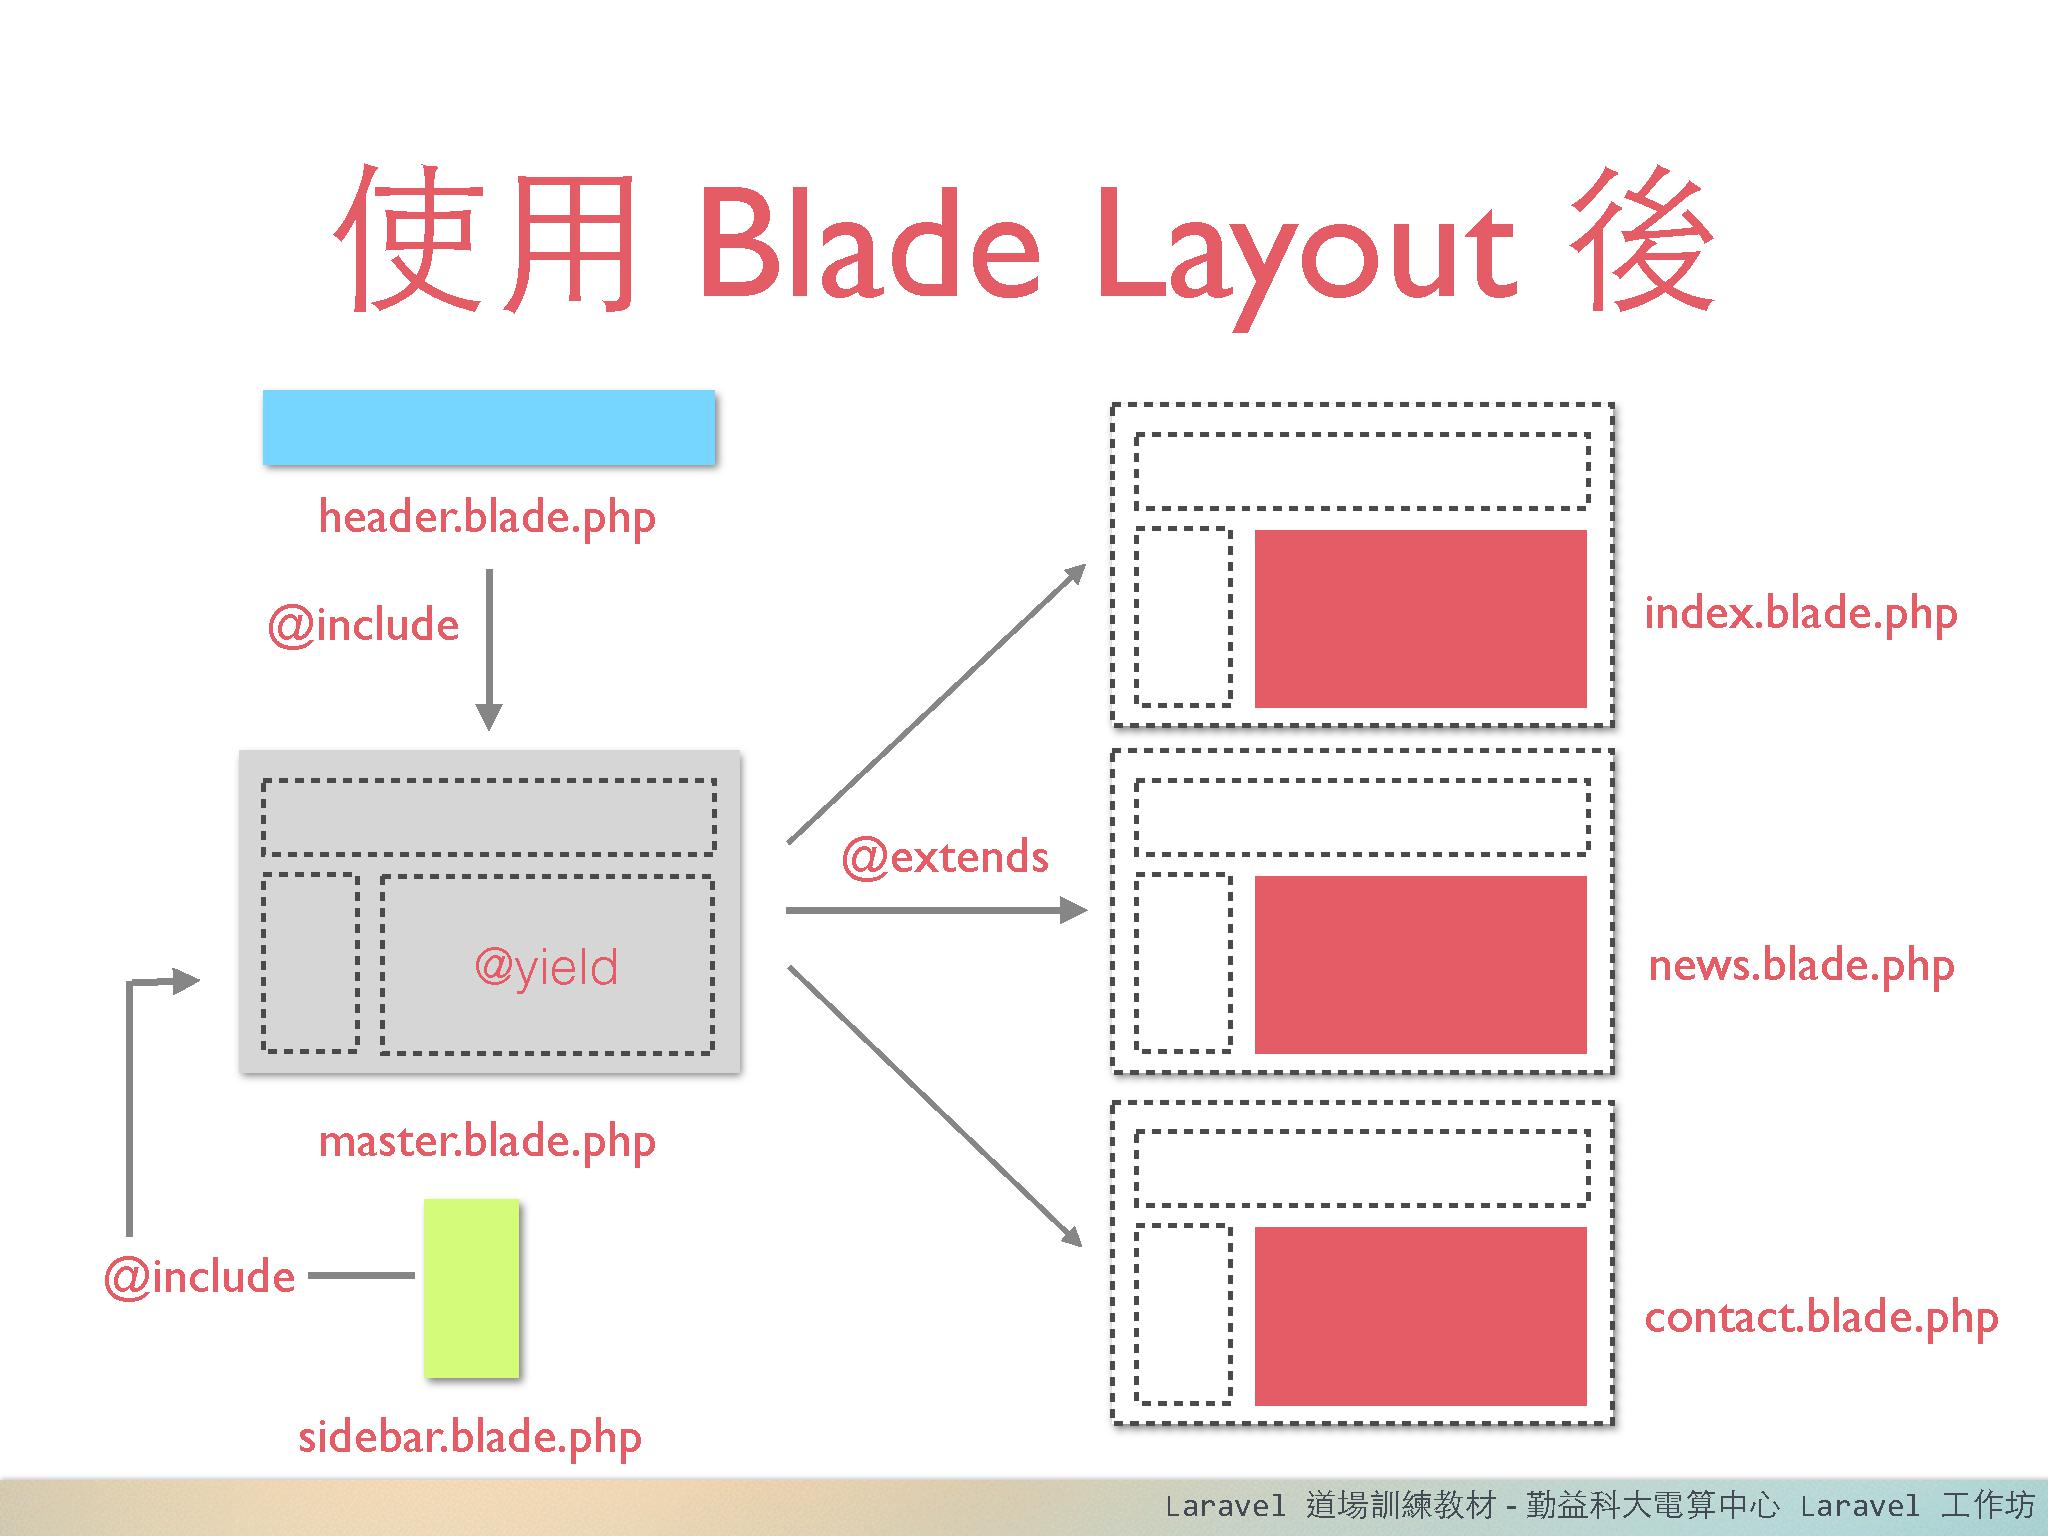 使用 Blade Layout 後
header.blade.php
@include
index.blade.php
@extends
@yield
news.blade.php
master.blade.php
@include
contact.blade.php
sidebar.blade.php
Laravel 道場訓練教材 - 勤益科大電算中心 Laravel 工作坊